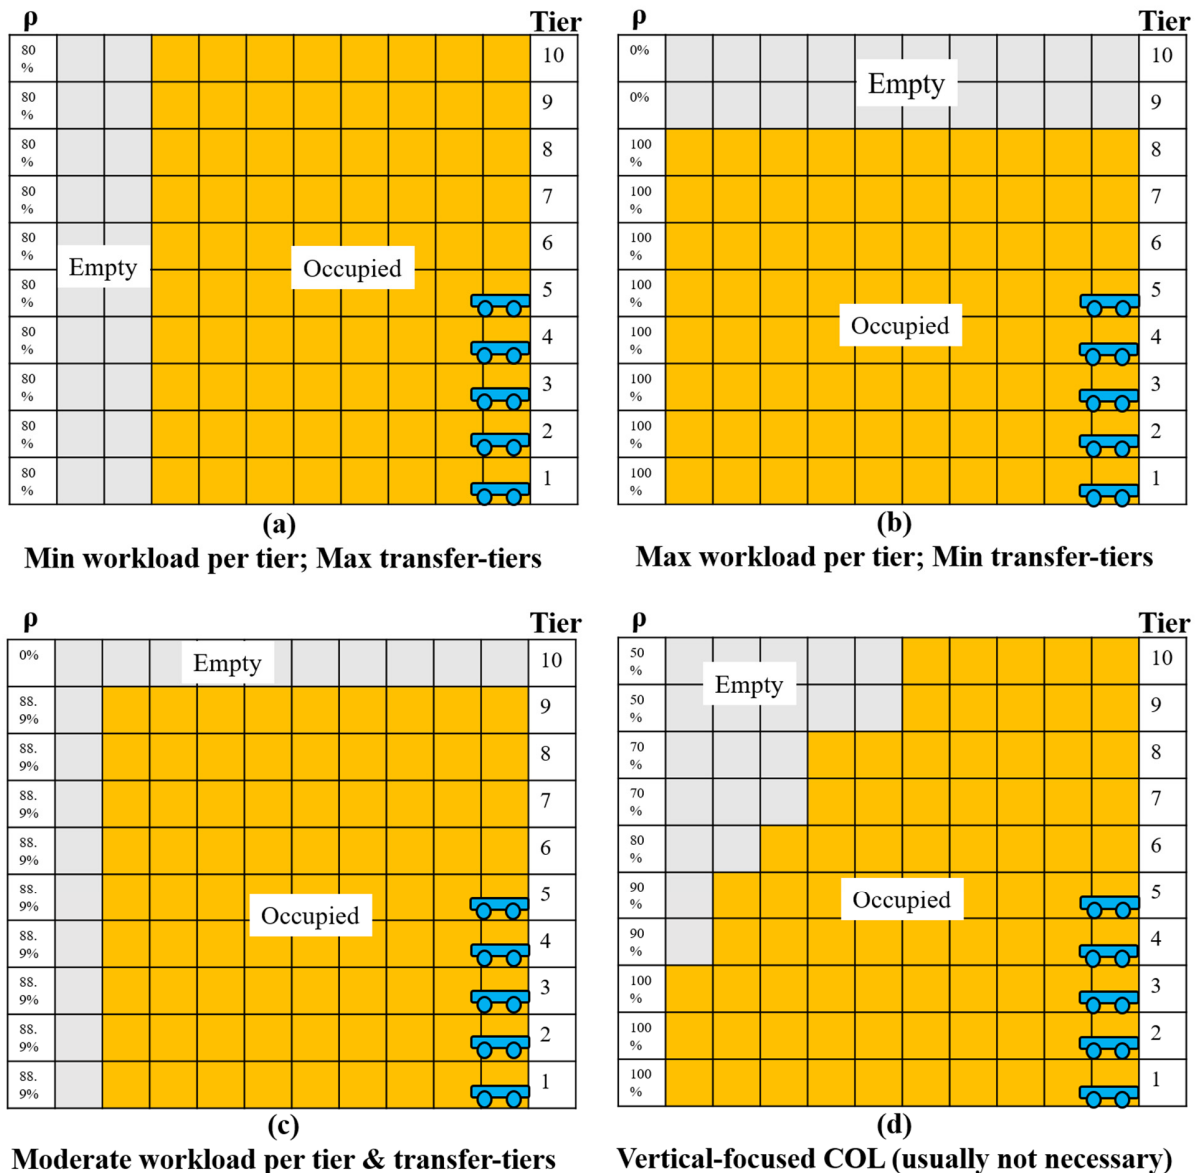 ρ Tier
80 % 10
80 % 9
80 % 8
80 % 7
80 % 6
Empty Occupied
80 % 5
80 % 4
80 % 3
80 % 2
80 % 1
(a)
Min workload per tier; Max transfer-tiers
ρ Tier
0% 10
Empty
0% 9
100 % 8
100 % 7
100 % 6
100 % 5
Occupied
100 % 4
100 % 3
100 % 2
100 % 1
(b)
Max workload per tier; Min transfer-tiers
ρ Tier
0% Empty 10
88. 9% 9
88. 9% 8
88. 9% 7
88. 9% 6
88. 9% 5
Occupied
88. 9% 4
88. 9% 3
88. 9% 2
88. 9% 1
(c)
Moderate workload per tier & transfer-tiers
ρ Tier
50 % 10
Empty
50 % 9
70 % 8
70 % 7
80 % 6
90 % Occupied 5
90 % 4
100 % 3
100 % 2
100 % 1
(d)
Vertical-focused COL (usually not necessary)